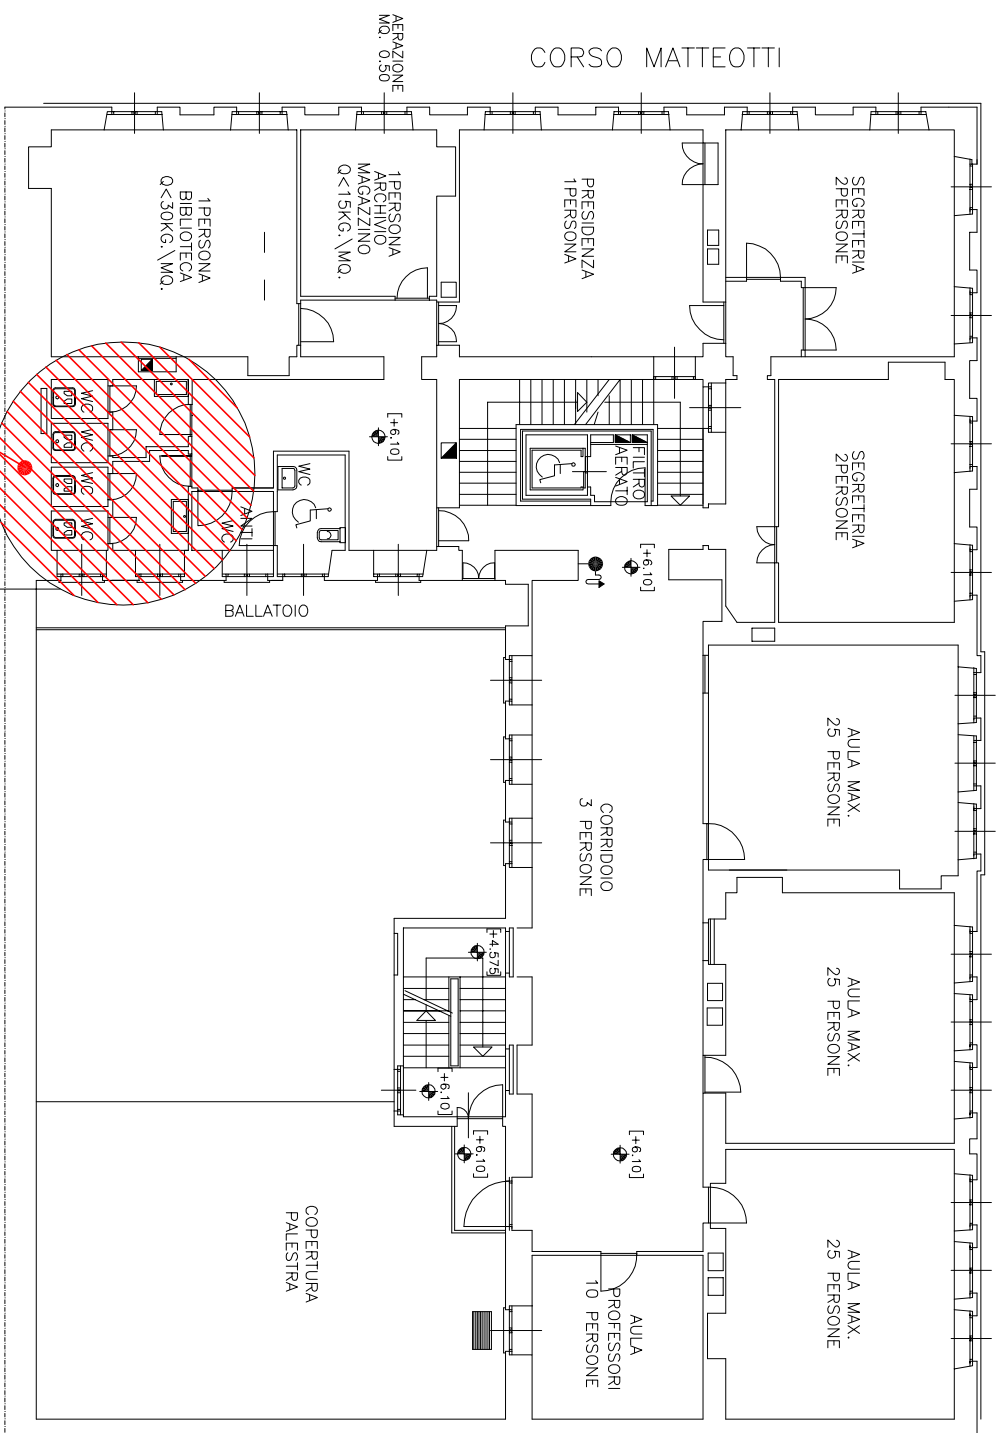 CORSO MATTEOTTI
AERAZIONE
MQ. 0.50
1PERSONA
BIBLIOTECA
Q<30KG.\MQ.
1PERSONA
ARCHIVIO
MAGAZZINO
Q<15KG.\MQ.
PRESIDENZA
1PERSONA
SEGRETERIA
2PERSONE
SEGRETERIA
2PERSONE
[+6.10]
FILTRO
AERATO
WC
WC
WC
WC
WC
ANTI
WC
[+6.10]
BALLATOIO
AULA MAX.
25 PERSONE
CORRIDOIO
3 PERSONE
AULA MAX.
25 PERSONE
[+4.575]
[+6.10]
[+6.10]
[+6.10]
AULA MAX.
25 PERSONE
COPERTURA
PALESTRA
AULA
PROFESSORI
10 PERSONE